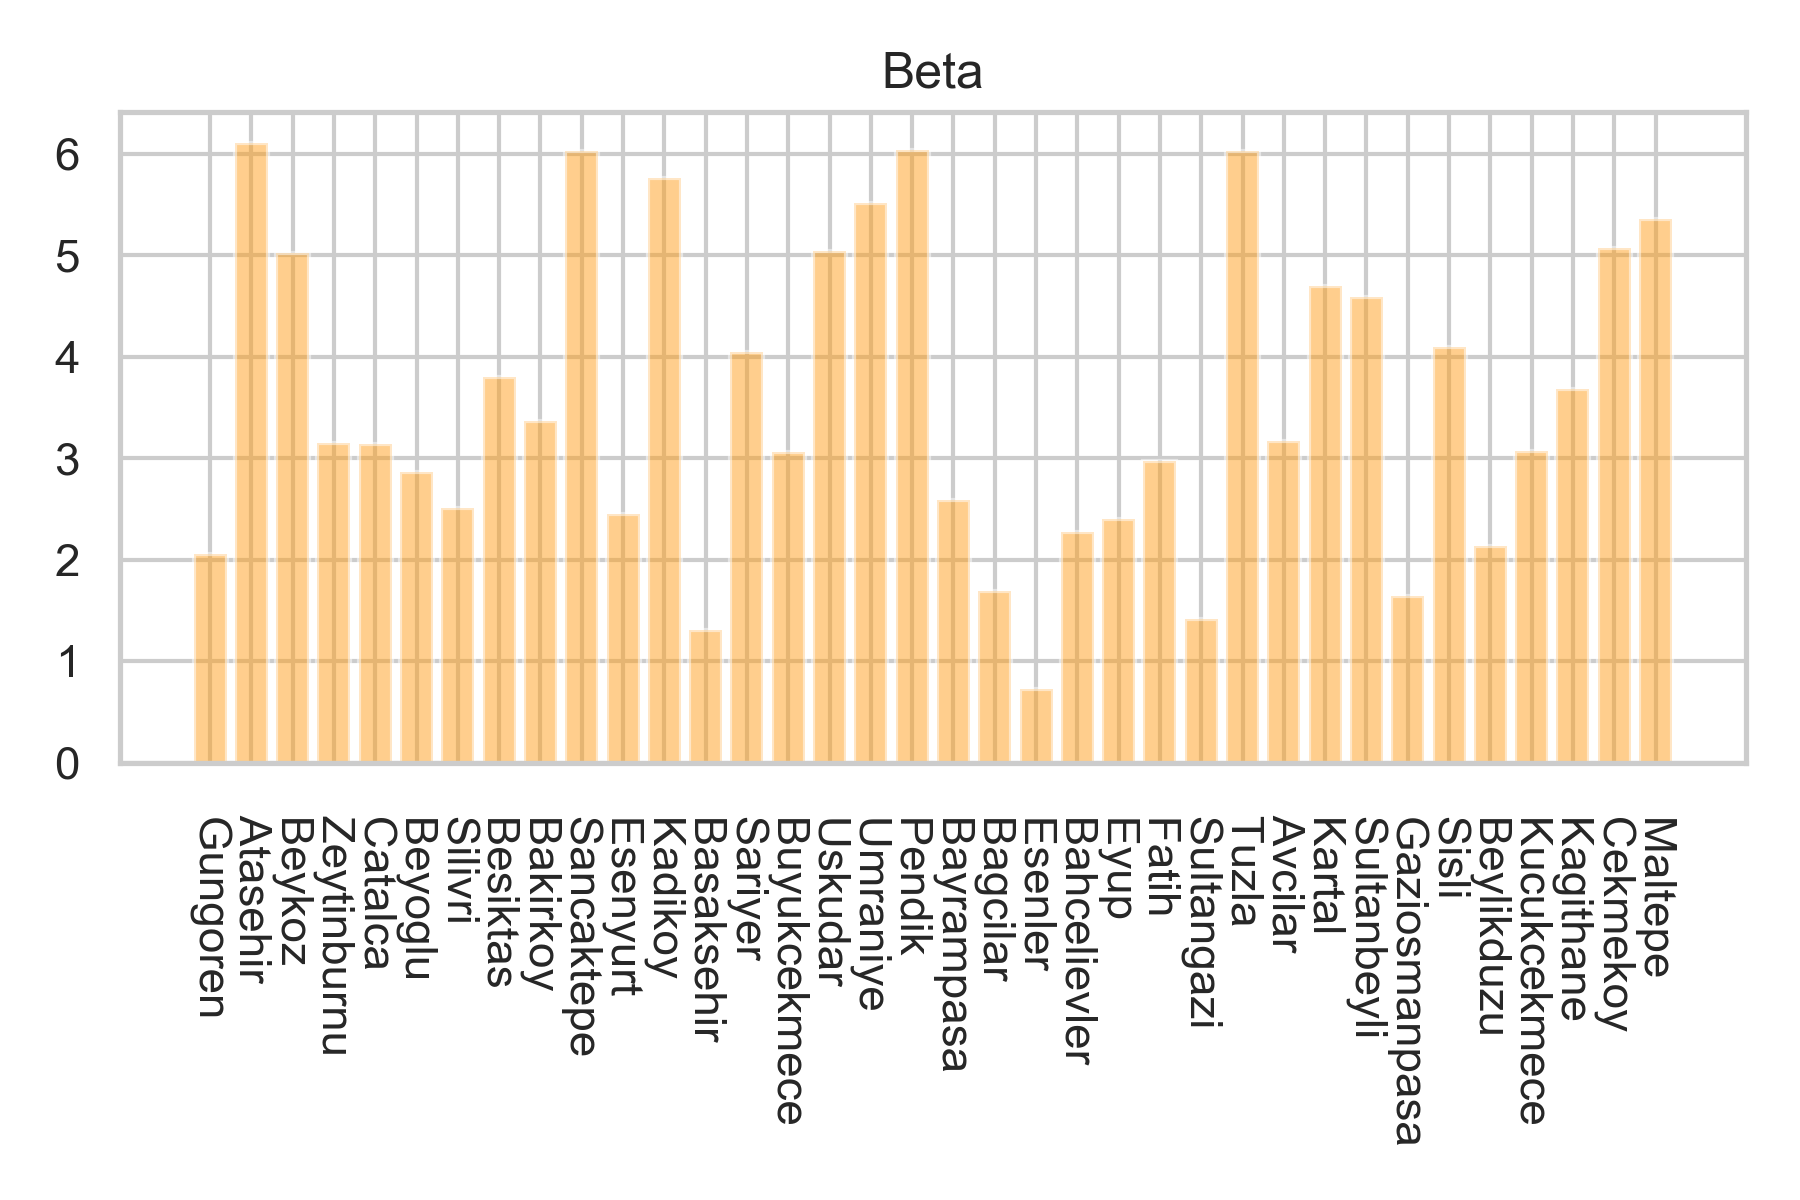 Beta
6
5
4
3
2
1
0
Gungoren
Atasehir
Beykoz
Zeytinburnu
Catalca
Beyoglu
Silivri
Besiktas
Bakirkoy
Sancaktepe
Esenyurt
Kadikoy
Basaksehir
Sariyer
Buyukcekmece
Uskudar
Umraniye
Pendik
Bayrampasa
Bagcilar
Esenler
Bahcelievler
Eyup
Fatih
Sultangazi
Tuzla
Avcilar
Kartal
Sultanbeyli
Gaziosmanpasa
Sisli
Beylikduzu
Kucukcekmece
Kagithane
Cekmekoy
Maltepe